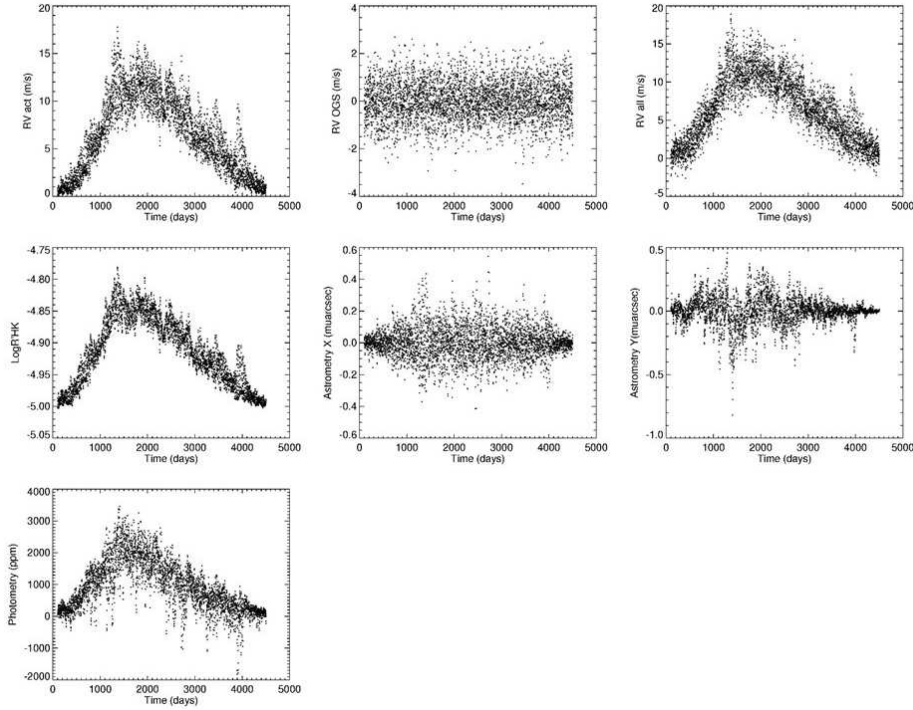 20
15
10
5
0
RV act (m/s)
0 1000 2000 3000 4000 5000
Time (days)
4
2
0
-2
-4
RV OGS (m/s)
0 1000 2000 3000 4000 5000
Time (days)
20
15
10
5
0
-5
RV all (m/s)
0 1000 2000 3000 4000 5000
Time (days)
-4.75
-4.80
-4.85
-4.90
-4.95
-5.00
-5.05
LogR'HK
0 1000 2000 3000 4000 5000
Time (days)
0.6
0.4
0.2
0.0
-0.2
-0.4
-0.6
Astrometry X (muarcsec)
0 1000 2000 3000 4000 5000
Time (days)
0.5
0.0
-0.5
-1.0
Astrometry Y(muarcsec)
0 1000 2000 3000 4000 5000
Time (days)
4000
3000
2000
1000
0
-1000
-2000
Photometry (ppm)
0 1000 2000 3000 4000 5000
Time (days)